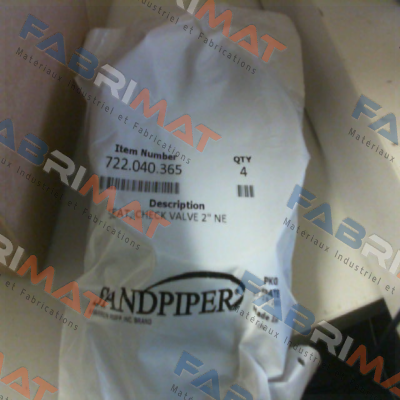 FABRIMAT
Materiaux Industriel et Fabrications
Item Number
722.040.365
QTY
4
Description
SEAT, CHECK VALVE 2" NE
SANDPIPER